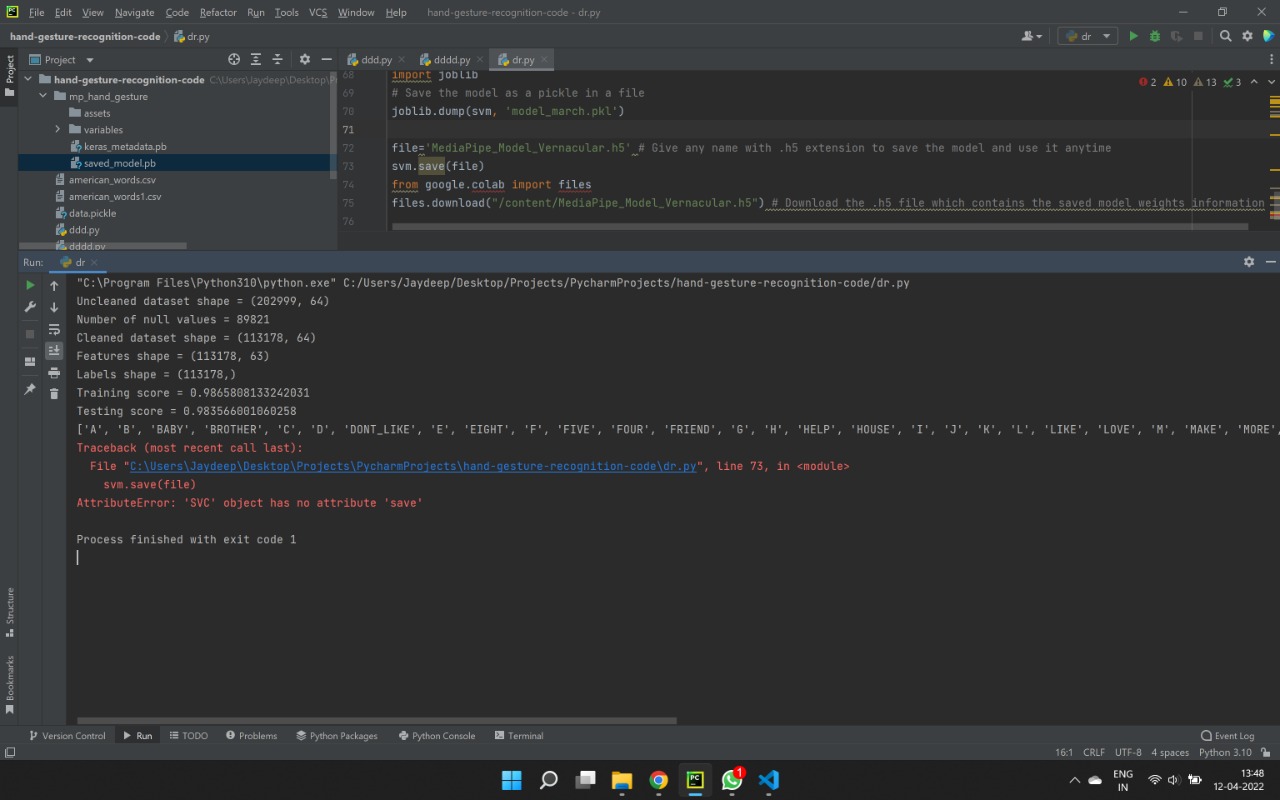 File Edit View Navigate Code Refactor Run Tools VCS Window Help hand-gesture-recognition-code - dr.py
hand-gesture-recognition-code dr.py
dr
Project
Project
ddd.py
dddd.py
dr.py
hand-gesture-recognition-code C:\Users\Jaydeep\Desktop\P
mp_hand_gesture
assets
variables
keras_metadata.pb
saved_model.pb
american_words.csv
american_words1.csv
data.pickle
ddd.py
dddd.py
2 10 13 3
68 import joblib
69 # Save the model as a pickle in a file
70 joblib.dump(svm, 'model_march.pkl')
71
72 file='MediaPipe_Model_Vernacular.h5' # Give any name with .h5 extension to save the model and use it anytime
73 svm.save(file)
74 from google.colab import files
75 files.download("/content/MediaPipe_Model_Vernacular.h5") # Download the .h5 file which contains the saved model weights information
76
Run: dr
"C:\Program Files\Python310\python.exe" C:/Users/Jaydeep/Desktop/Projects/PycharmProjects/hand-gesture-recognition-code/dr.py
Uncleaned dataset shape = (202999, 64)
Number of null values = 89821
Cleaned dataset shape = (113178, 64)
Features shape = (113178, 63)
Labels shape = (113178,)
Training score = 0.9865808133242031
Testing score = 0.983566001060258
['A', 'B', 'BABY', 'BROTHER', 'C', 'D', 'DONT_LIKE', 'E', 'EIGHT', 'F', 'FIVE', 'FOUR', 'FRIEND', 'G', 'H', 'HELP', 'HOUSE', 'I', 'J', 'K', 'L', 'LIKE', 'LOVE', 'M', 'MAKE', 'MORE',
Traceback (most recent call last):
File "C:\Users\Jaydeep\Desktop\Projects\PycharmProjects\hand-gesture-recognition-code\dr.py", line 73, in <module>
svm.save(file)
AttributeError: 'SVC' object has no attribute 'save'
Process finished with exit code 1
Structure
Bookmarks
Version Control Run TODO Problems Python Packages Python Console Terminal Event Log
16:1 CRLF UTF-8 4 spaces Python 3.10
PC
1
ENG
IN
13:48
12-04-2022